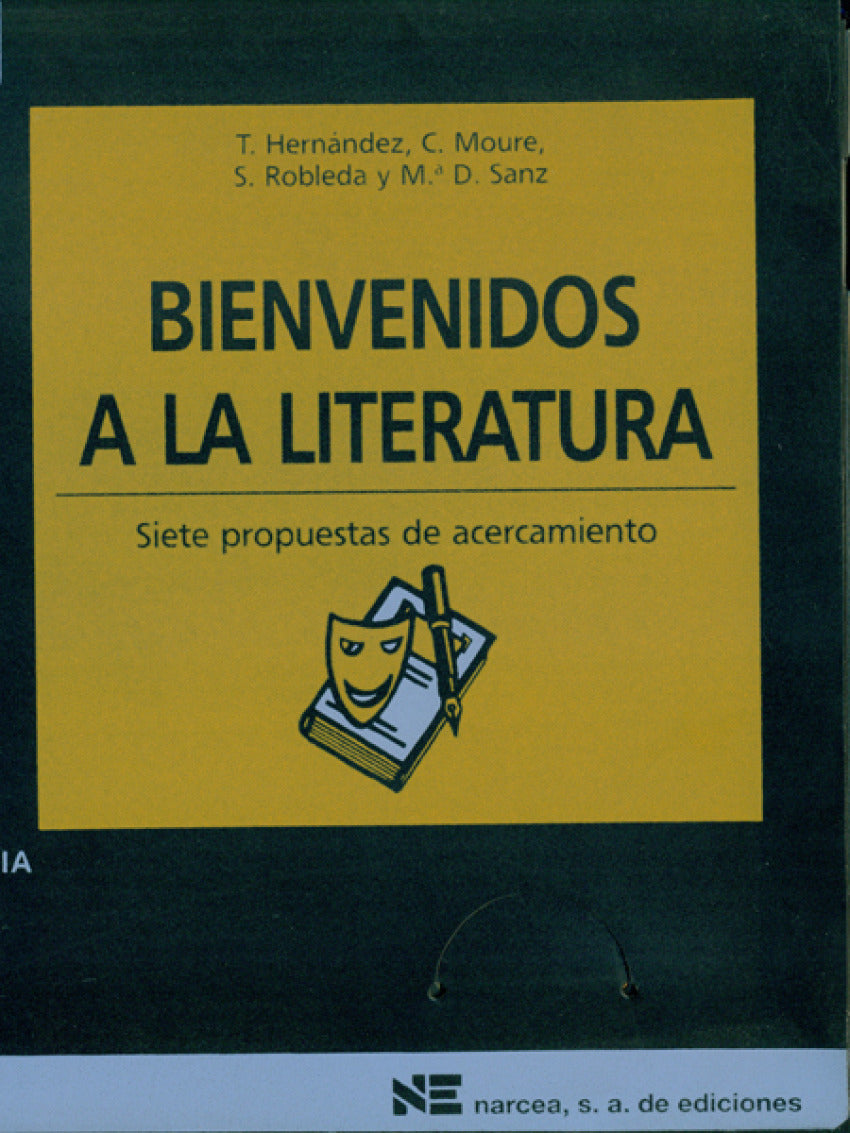 T. Hernández, C. Moure,
S. Robleda y M.ª D. Sanz
BIENVENIDOS
A LA LITERATURA
Siete propuestas de acercamiento
IA
NE narcea, s. a. de ediciones